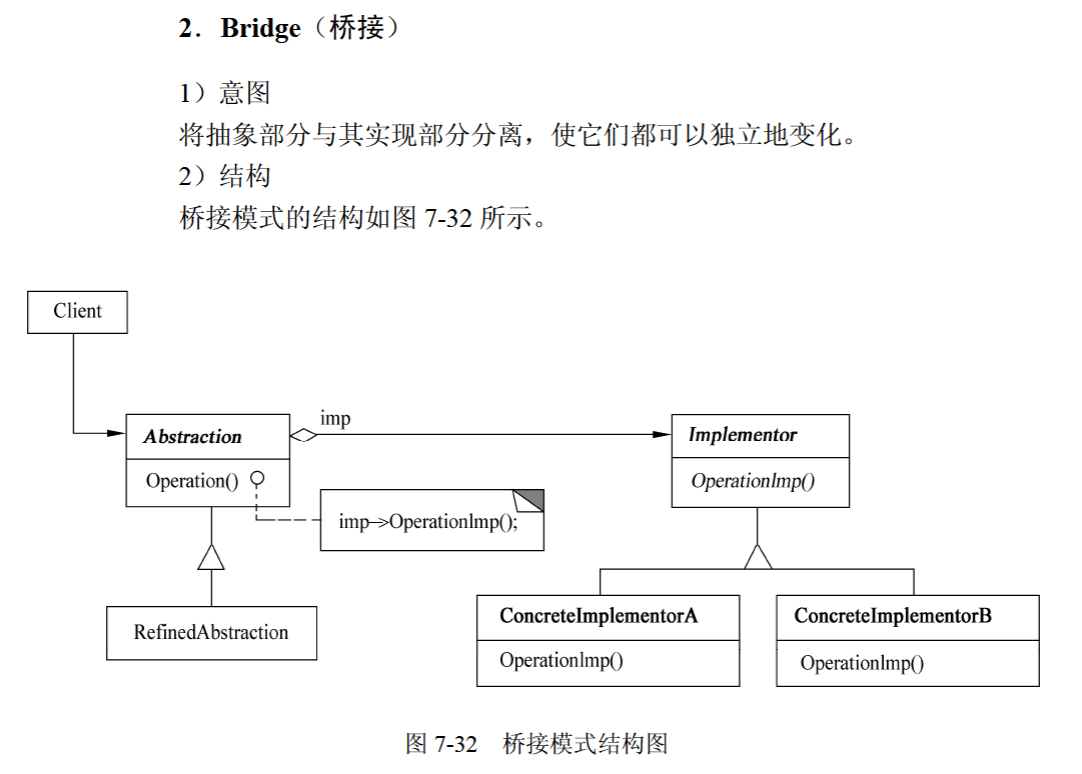 2．Bridge（桥接）
1）意图
将抽象部分与其实现部分分离，使它们都可以独立地变化。
2）结构
桥接模式的结构如图 7-32 所示。
Client
imp
Abstraction
Implementor
Operation()
OperationImp()
imp->OperationImp();
RefinedAbstraction
ConcreteImplementorA
ConcreteImplementorB
OperationImp()
OperationImp()
图 7-32 桥接模式结构图